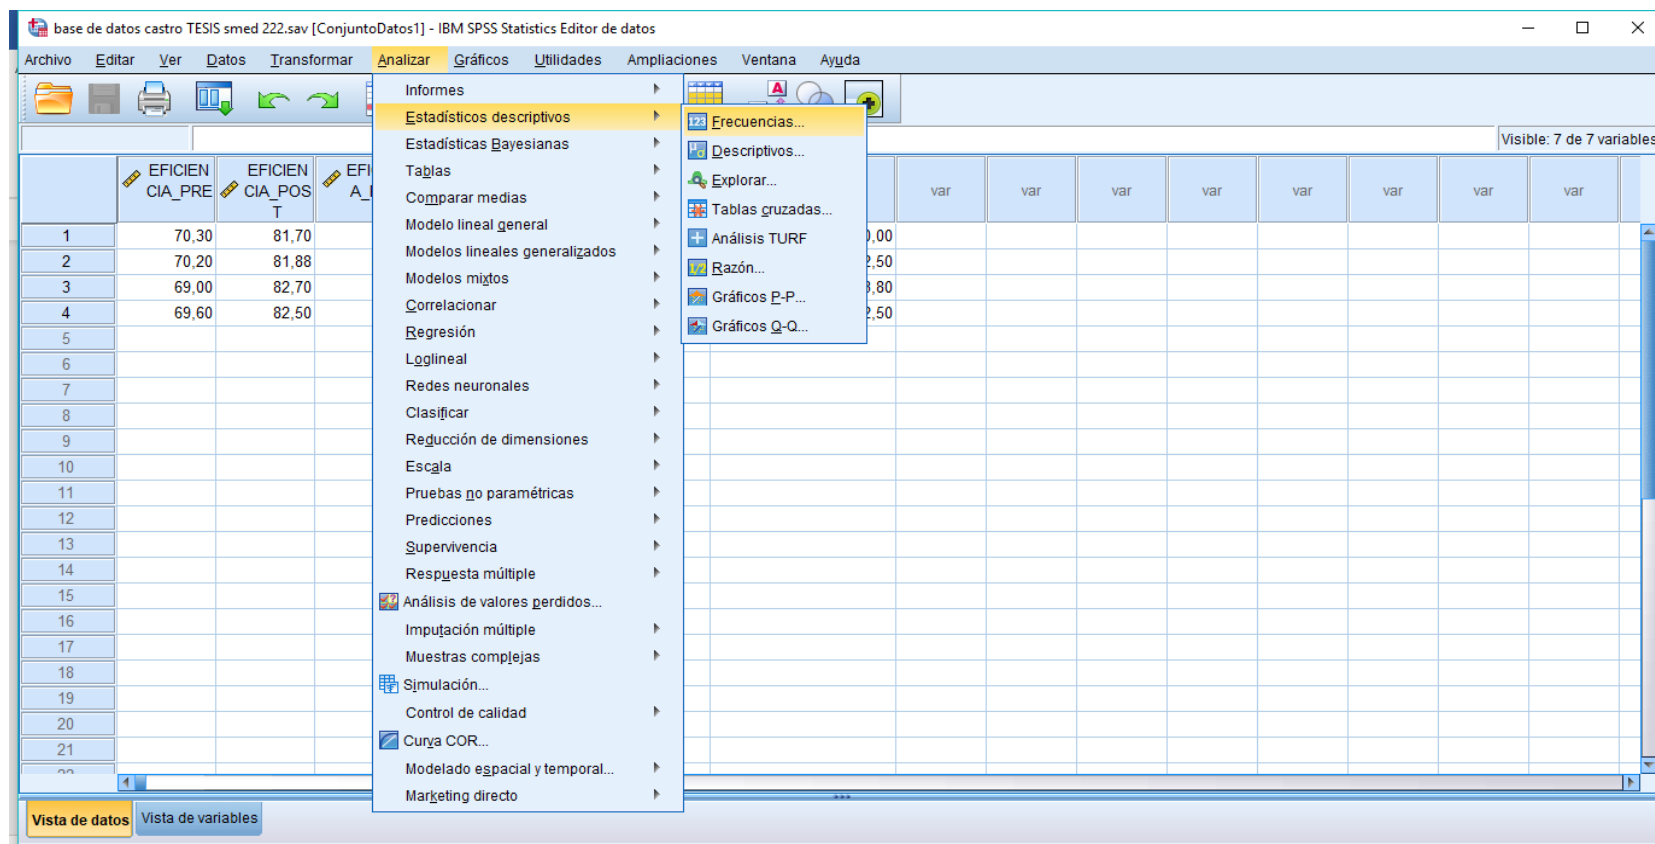 base de datos castro TESIS smed 222.sav [ConjuntoDatos1] - IBM SPSS Statistics Editor de datos
Archivo Editar Ver Datos Transformar Analizar Gráficos Utilidades Ampliaciones Ventana Ayuda
Visible: 7 de 7 variables
EFICIEN
CIA_PRE
EFICIEN
CIA_POS
T
var var var var var var var var
1 70,30 81,70
2 70,20 81,88
3 69,00 82,70
4 69,60 82,50
5
6
7
8
9
10
11
12
13
14
15
16
17
18
19
20
21
Informes
Estadísticos descriptivos
Estadísticas Bayesianas
Tablas
Comparar medias
Modelo lineal general
Modelos lineales generalizados
Modelos mixtos
Correlacionar
Regresión
Loglineal
Redes neuronales
Clasificar
Reducción de dimensiones
Escala
Pruebas no paramétricas
Predicciones
Supervivencia
Respuesta múltiple
Análisis de valores perdidos...
Imputación múltiple
Muestras complejas
Simulación...
Control de calidad
Curva COR...
Modelado espacial y temporal...
Marketing directo
123 Frecuencias...
Descriptivos...
Explorar...
Tablas cruzadas...
Análisis TURF
1/2 Razón...
Gráficos P-P...
Gráficos Q-Q...
Vista de datos Vista de variables